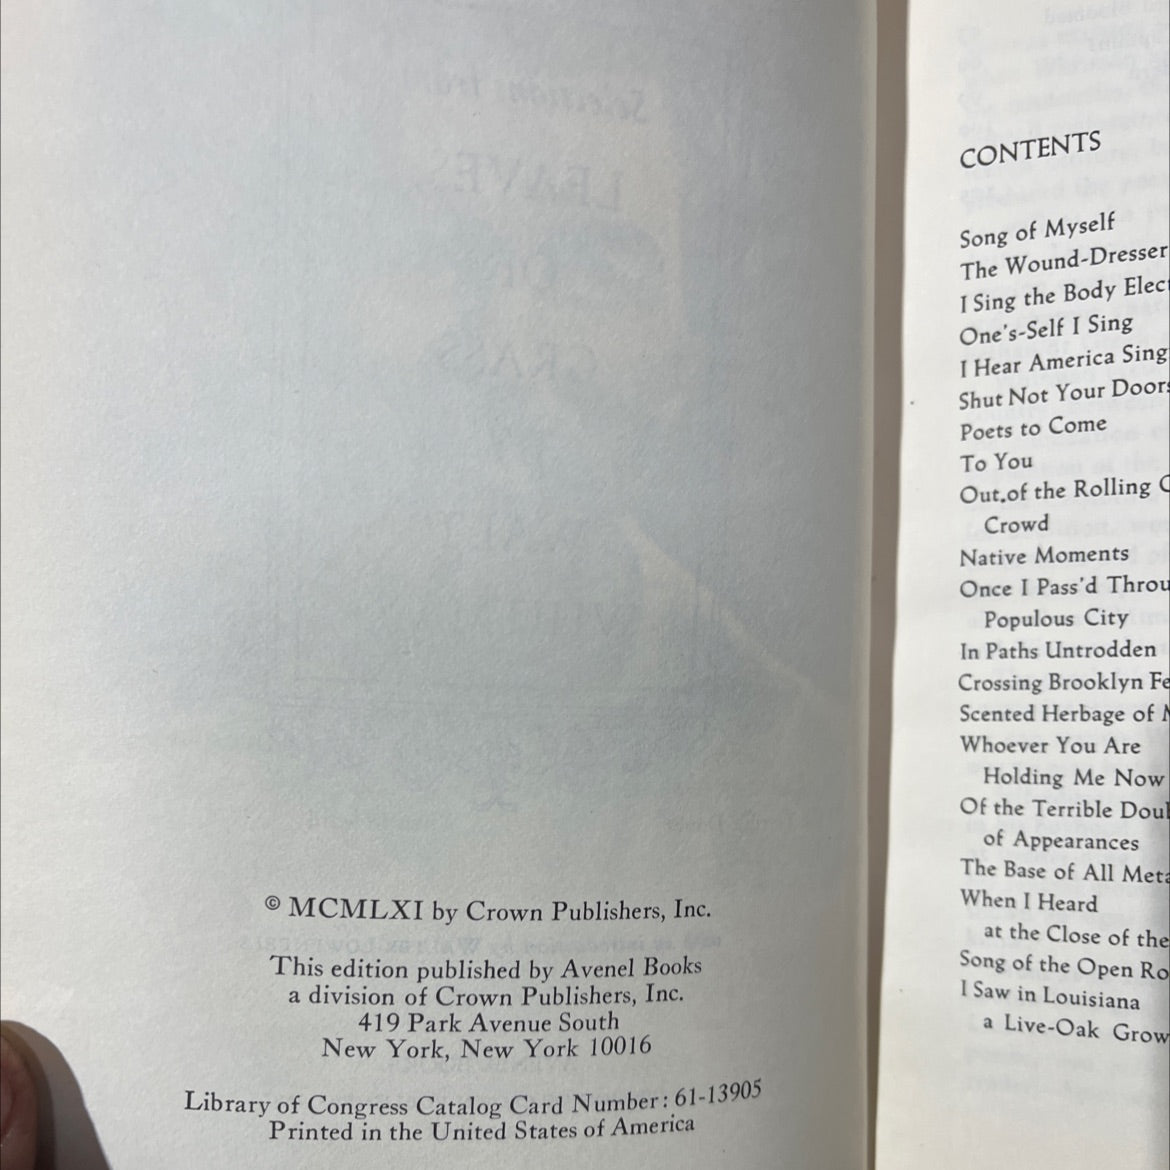 © MCMLXI by Crown Publishers, Inc.
This edition published by Avenel Books
a division of Crown Publishers, Inc.
419 Park Avenue South
New York, New York 10016
Library of Congress Catalog Card Number: 61-13905
Printed in the United States of America
CONTENTS
Song of Myself
The Wound-Dresser
I Sing the Body Elect
One's-Self I Sing
I Hear America Sing
Shut Not Your Doors
Poets to Come
To You
Out of the Rolling
Crowd
Native Moments
Once I Pass'd Throu
Populous City
In Paths Untrodden
Crossing Brooklyn Fe
Scented Herbage of
Whoever You Are
Holding Me Now
Of the Terrible Doub
of Appearances
The Base of All Meta
When I Heard
at the Close of the
Song of the Open Ro
I Saw in Louisiana
a Live-Oak Grow